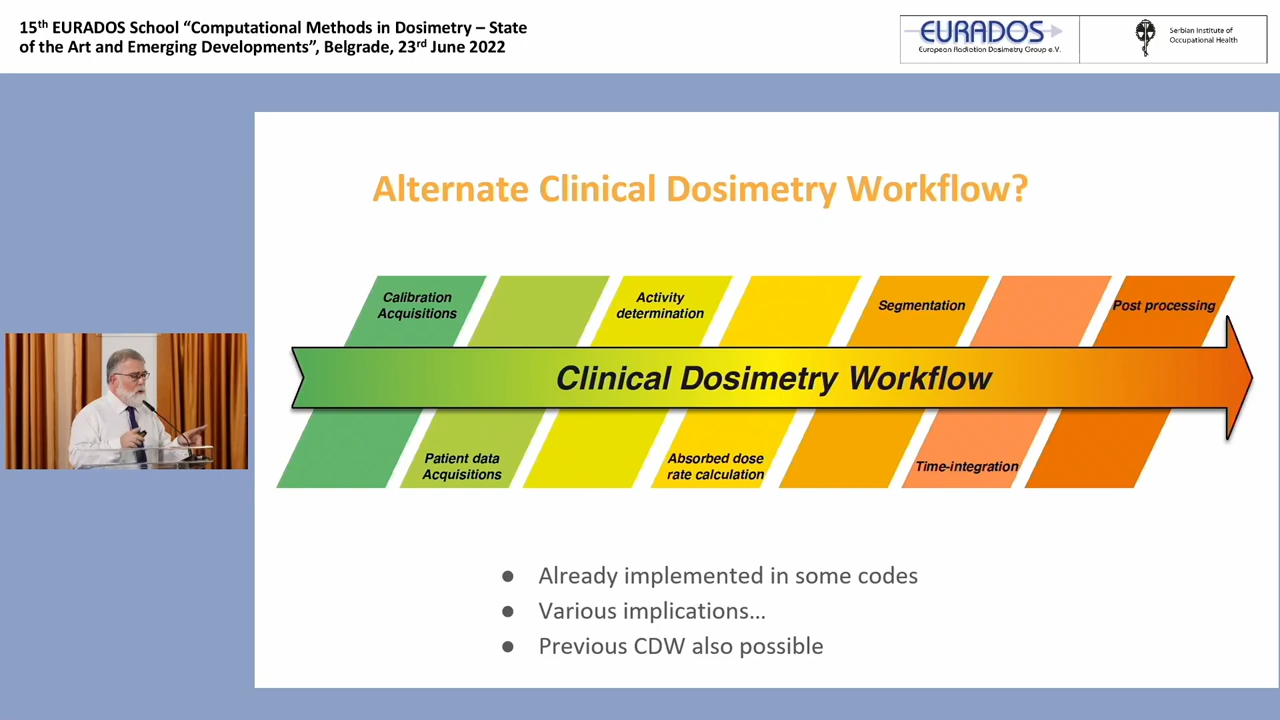 15th EURADOS School “Computational Methods in Dosimetry – State
of the Art and Emerging Developments”, Belgrade, 23rd June 2022
EURADOS
European Radiation Dosimetry Group e.V.
Serbian Institute of
Occupational Health
Alternate Clinical Dosimetry Workflow?
Calibration
Acquisitions
Activity
determination
Segmentation
Post processing
Clinical Dosimetry Workflow
Patient data
Acquisitions
Absorbed dose
rate calculation
Time-integration
● Already implemented in some codes
● Various implications...
● Previous CDW also possible